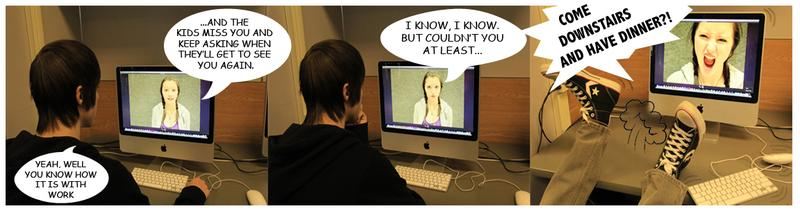 ...AND THE
KIDS MISS YOU AND
KEEP ASKING WHEN
THEY'LL GET TO SEE
YOU AGAIN.
YEAH, WELL
YOU KNOW HOW
IT IS WITH
WORK
I KNOW, I KNOW.
BUT COULDN'T YOU
AT LEAST...
COME
DOWNSTAIRS
AND HAVE DINNER?!